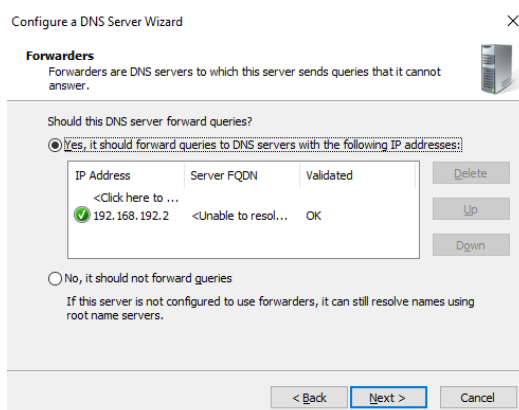 Configure a DNS Server Wizard
Forwarders
Forwarders are DNS servers to which this server sends queries that it cannot
answer.
Should this DNS server forward queries?
Yes, it should forward queries to DNS servers with the following IP addresses:
IP Address Server FQDN Validated
<Click here to ...
192.168.192.2 <Unable to resol... OK
Delete
Up
Down
No, it should not forward queries
If this server is not configured to use forwarders, it can still resolve names using
root name servers.
< Back Next > Cancel